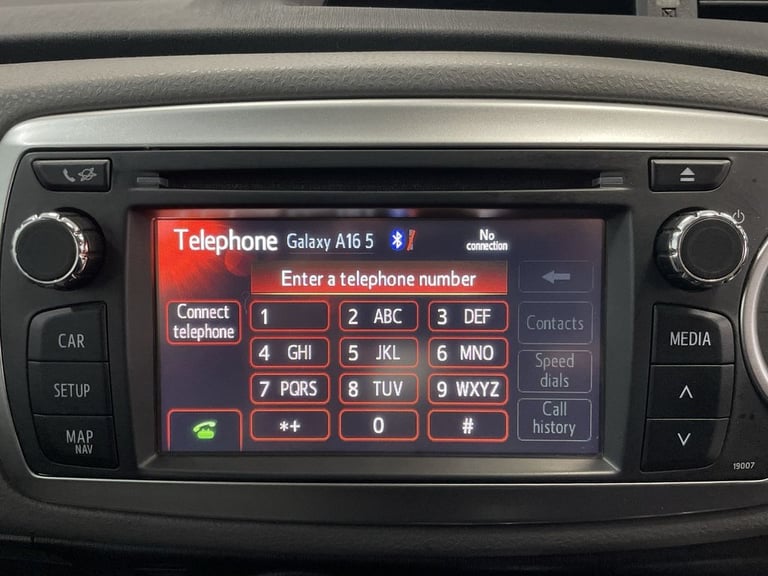 Telephone Galaxy A16 5 No connection
Enter a telephone number
Connect telephone
1
2 ABC
3 DEF
Contacts
4 GHI
5 JKL
6 MNO
Speed dials
7 PQRS
8 TUV
9 WXYZ
Call history
*+
0
#
CAR
SETUP
MAP
NAV
MEDIA
19007